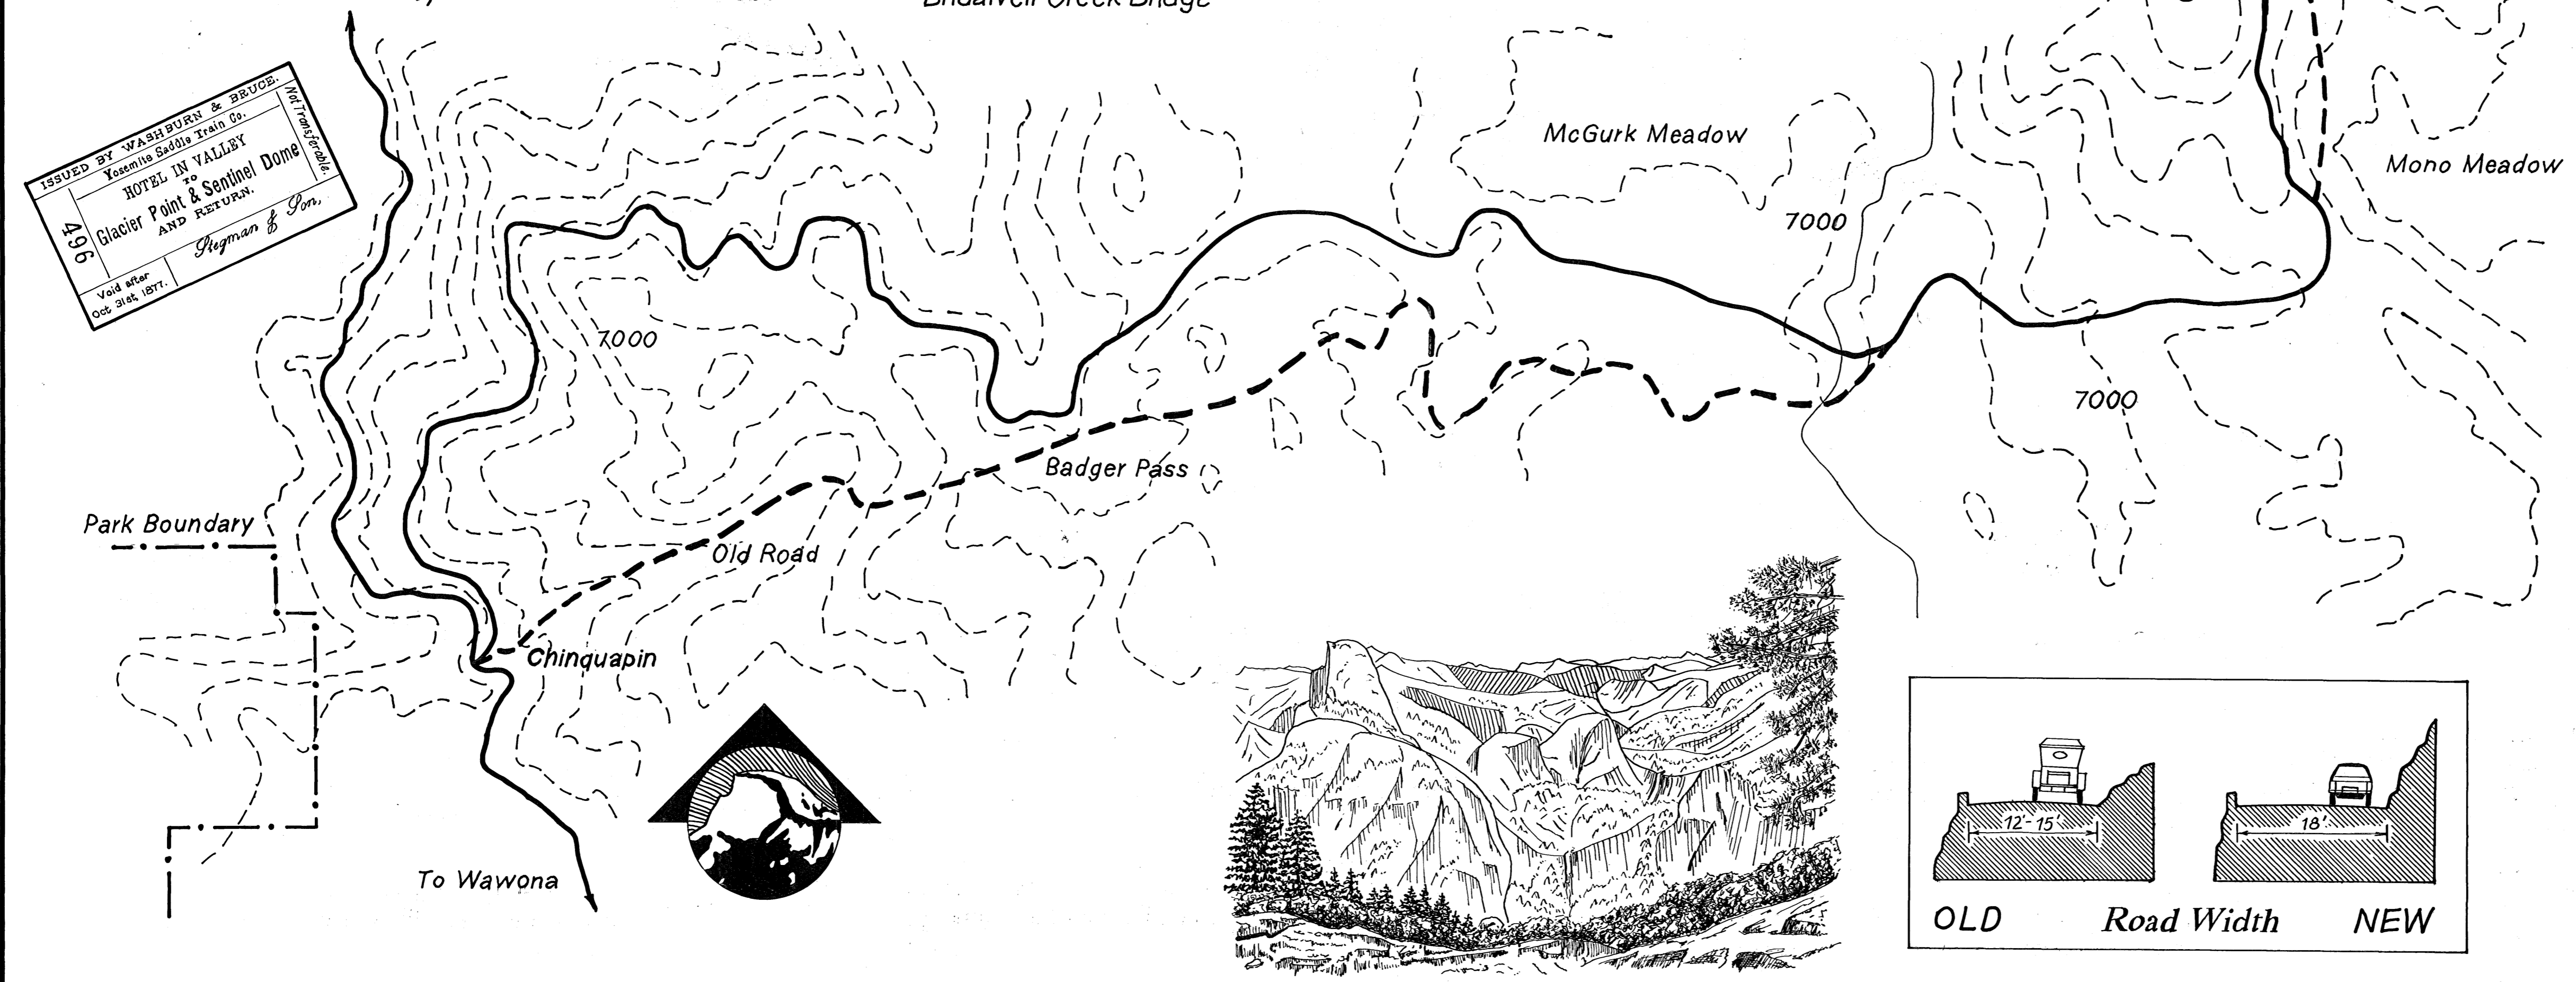 ISSUED BY WASHBURN & BRUCE.
Yosemite Saddle Train Co.
HOTEL IN VALLEY
TO
Glacier Point & Sentinel Dome
AND RETURN.
Not Transferable.
496
Stegman & Son,
Void after
Oct 31st, 1877.
Bridalveil Creek Bridge
McGurk Meadow
Mono Meadow
7000
7000
7000
Badger Pass
Park Boundary
Old Road
Chinquapin
To Wawona
12'-15'
18'
OLD
Road Width
NEW